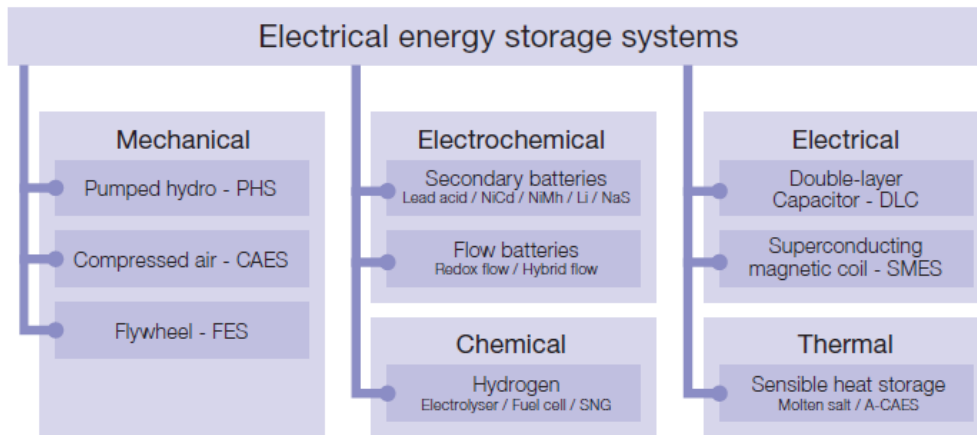 Electrical energy storage systems
Mechanical
Pumped hydro - PHS
Compressed air - CAES
Flywheel - FES
Electrochemical
Secondary batteries
Lead acid / NiCd / NiMh / Li / NaS
Flow batteries
Redox flow / Hybrid flow
Chemical
Hydrogen
Electrolyser / Fuel cell / SNG
Electrical
Double-layer
Capacitor - DLC
Superconducting
magnetic coil - SMES
Thermal
Sensible heat storage
Molten salt / A-CAES